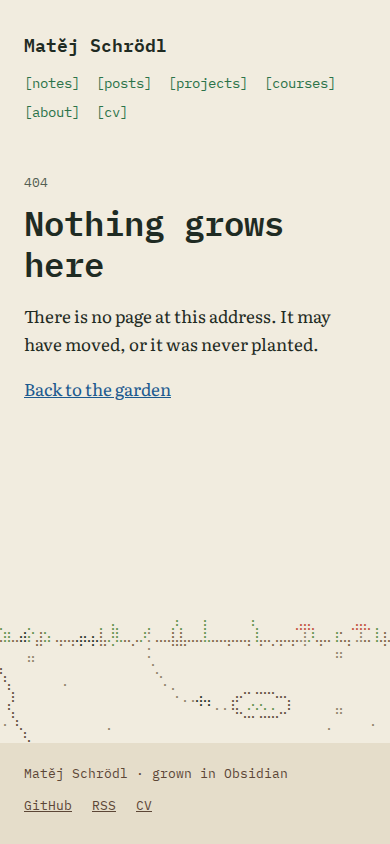 Matěj Schrödl
[notes] [posts] [projects] [courses]
[about] [cv]
404
Nothing grows
here
There is no page at this address. It may
have moved, or it was never planted.
Back to the garden
Matěj Schrödl · grown in Obsidian
GitHub RSS CV